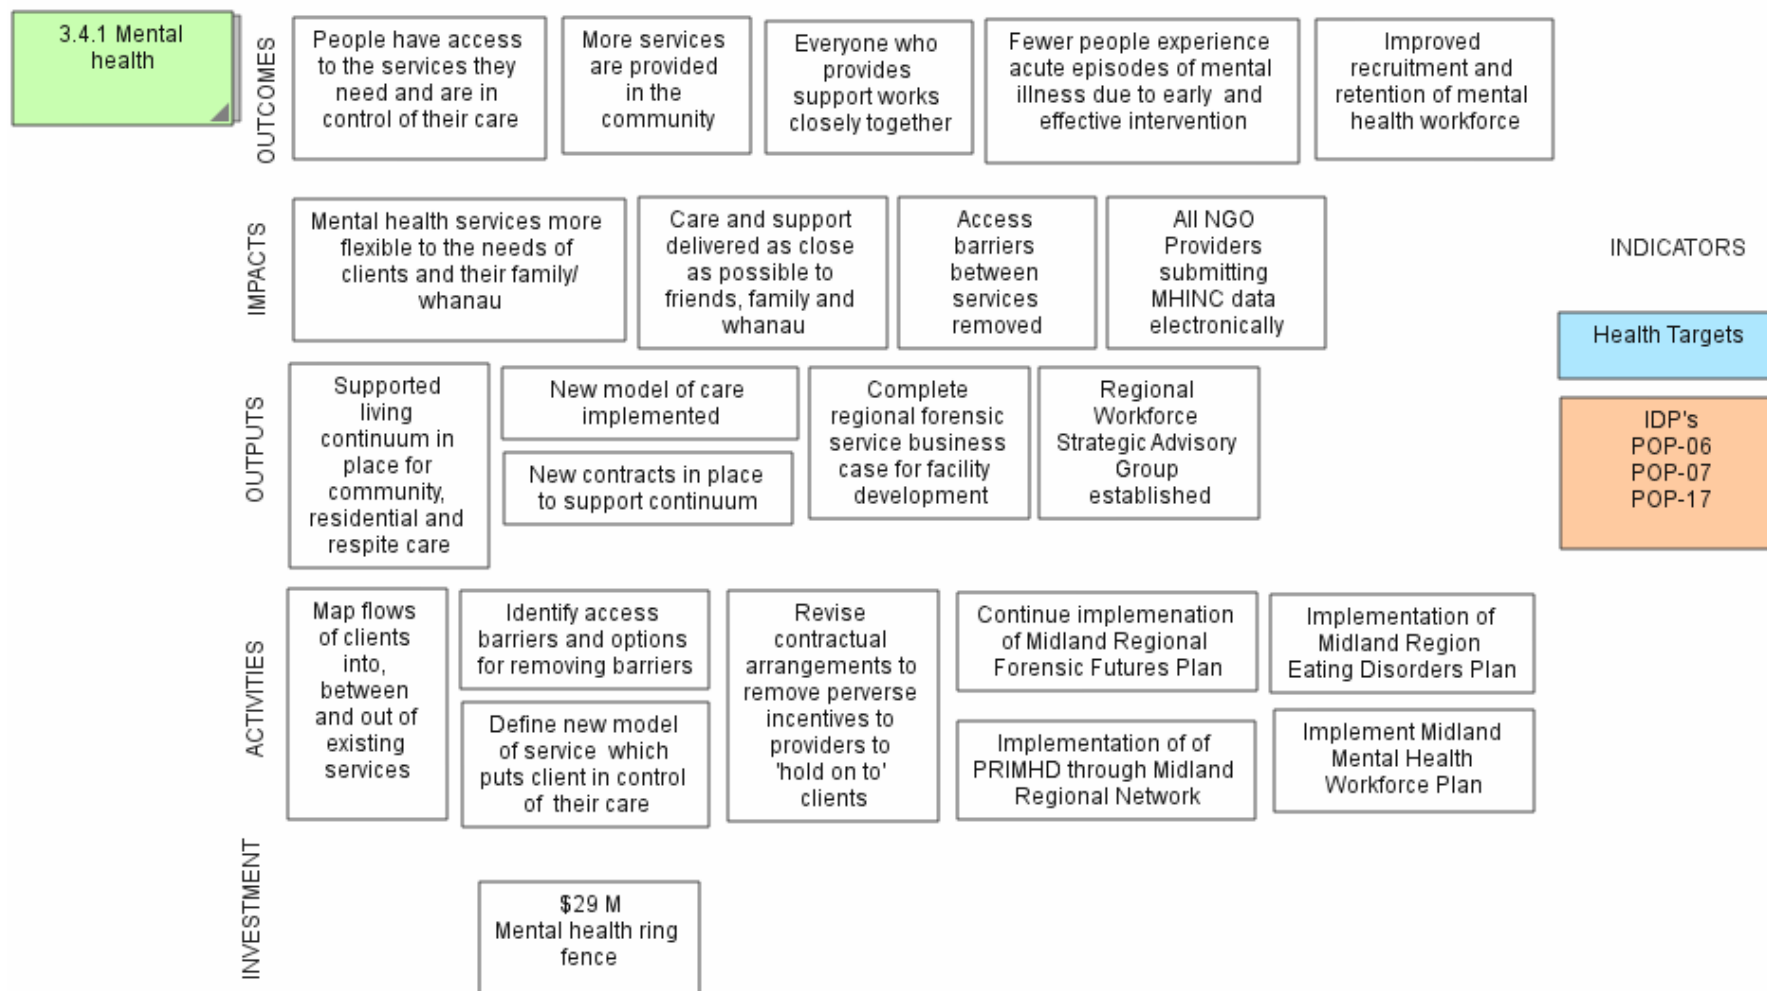 3.4.1 Mental
health
OUTCOMES
People have access
to the services they
need and are in
control of their care
More services
are provided
in the
community
Everyone who
provides
support works
closely together
Fewer people experience
acute episodes of mental
illness due to early and
effective intervention
Improved
recruitment and
retention of mental
health workforce
IMPACTS
Mental health services more
flexible to the needs of
clients and their family/
whanau
Care and support
delivered as close
as possible to
friends, family and
whanau
Access
barriers
between
services
removed
All NGO
Providers
submitting
MHINC data
electronically
INDICATORS
Health Targets
IDP's
POP-06
POP-07
POP-17
OUTPUTS
Supported
living
continuum in
place for
community,
residential and
respite care
New model of care
implemented
New contracts in place
to support continuum
Complete
regional forensic
service business
case for facility
development
Regional
Workforce
Strategic Advisory
Group
established
ACTIVITIES
Map flows
of clients
into,
between
and out of
existing
services
Identify access
barriers and options
for removing barriers
Define new model
of service which
puts client in control
of their care
Revise
contractual
arrangements to
remove perverse
incentives to
providers to
'hold on to'
clients
Continue implemenation
of Midland Regional
Forensic Futures Plan
Implementation of of
PRIMHD through Midland
Regional Network
Implementation of
Midland Region
Eating Disorders Plan
Implement Midland
Mental Health
Workforce Plan
INVESTMENT
$29 M
Mental health ring
fence